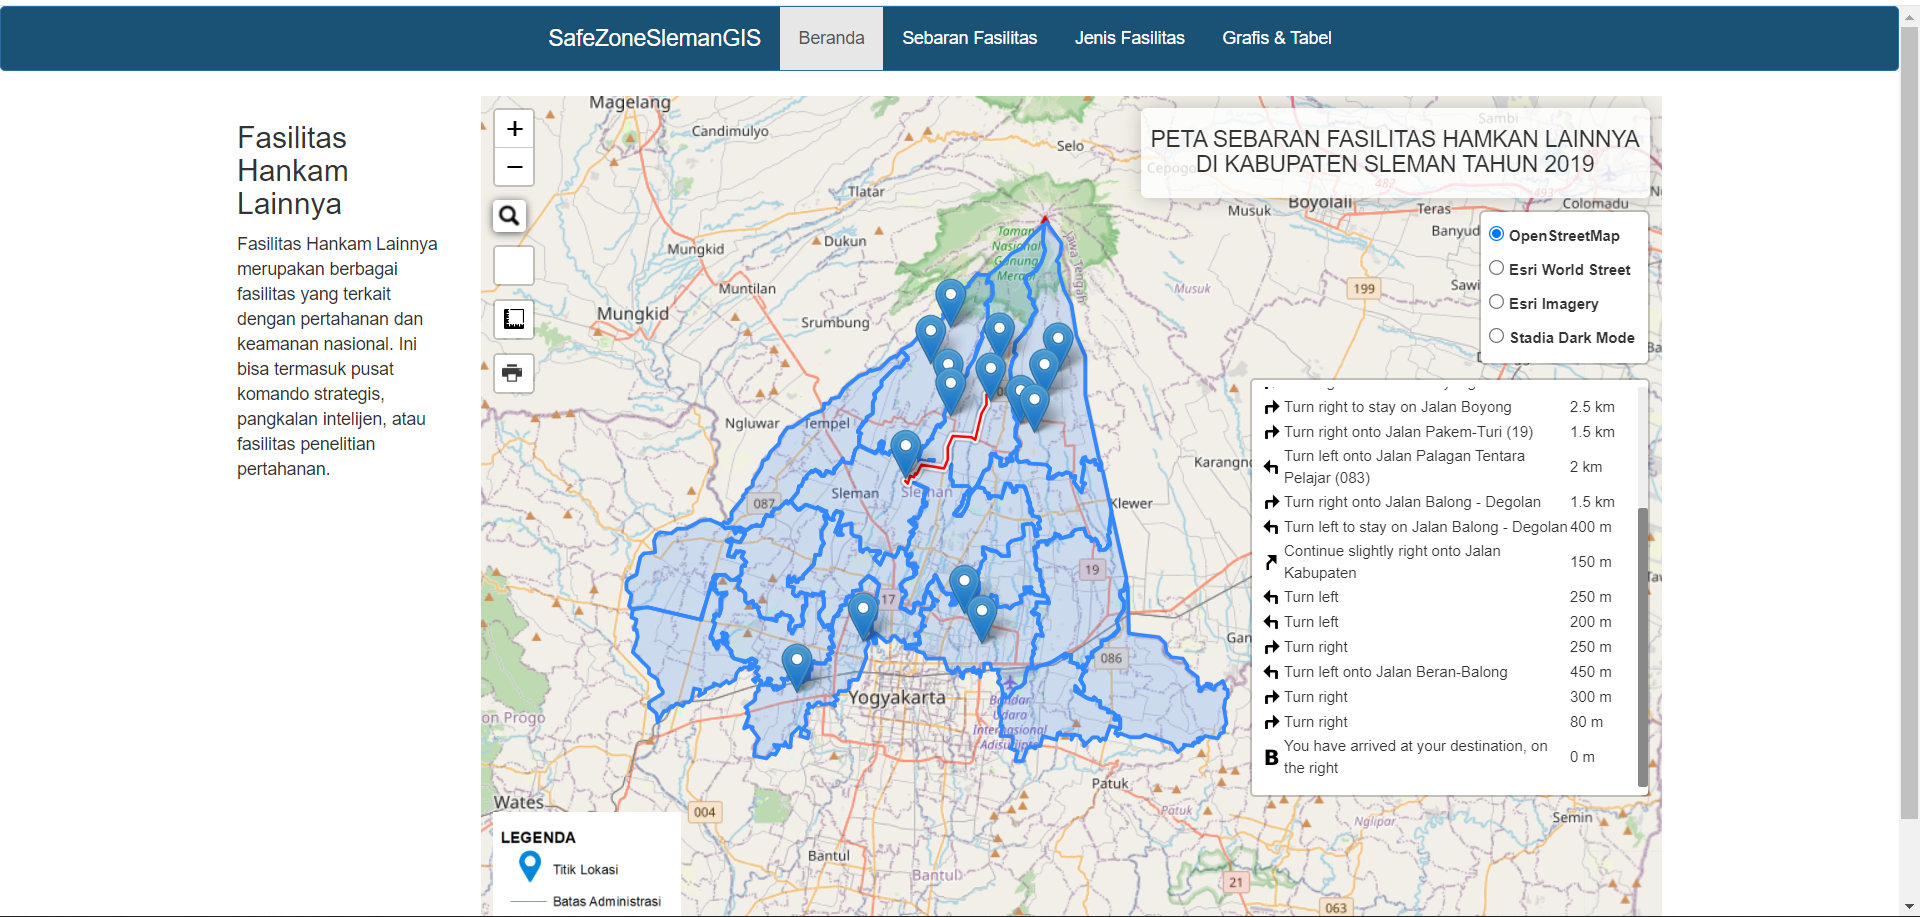 SafeZoneSlemanGIS
Beranda
Sebaran Fasilitas
Jenis Fasilitas
Grafis & Tabel
Fasilitas
Hankam
Lainnya
Fasilitas Hankam Lainnya
merupakan berbagai
fasilitas yang terkait
dengan pertahanan dan
keamanan nasional. Ini
bisa termasuk pusat
komando strategis,
pangkalan intelijen, atau
fasilitas penelitian
pertahanan.
+
−
PETA SEBARAN FASILITAS HAMKAN LAINNYA
DI KABUPATEN SLEMAN TAHUN 2019
OpenStreetMap
Esri World Street
Esri Imagery
Stadia Dark Mode
Turn right to stay on Jalan Boyong 2.5 km
Turn right onto Jalan Pakem-Turi (19) 1.5 km
Turn left onto Jalan Palagan Tentara
Pelajar (083) 2 km
Turn right onto Jalan Balong - Degolan 1.5 km
Turn left to stay on Jalan Balong - Degolan 400 m
Continue slightly right onto Jalan
Kabupaten 150 m
Turn left 250 m
Turn left 200 m
Turn right 250 m
Turn left onto Jalan Beran-Balong 450 m
Turn right 300 m
Turn right 80 m
B You have arrived at your destination, on
the right 0 m
Magelang
Candimulyo
Selo
Sambi
Cepogo
487
493
Tlatar
Musuk
Boyolali
Teras
Colomadu
Banyud
Dukun
Mungkid
Taman
Nasional
Gunung
Merapi
Jawa Tengah
Muntilan
Musuk
199
Sawi
Mungkid
Srumbung
Ngluwar
Tempel
Karangno
087
Sleman
Sleman
Klewer
19
17
Gan
086
Yogyakarta
Bandar
Udara
Internasional
Adisutjipto
on Progo
Wates
004
Patuk
Patuk
Nglipar
Semin
Bantul
Bantul
21
063
LEGENDA
Titik Lokasi
Batas Administrasi